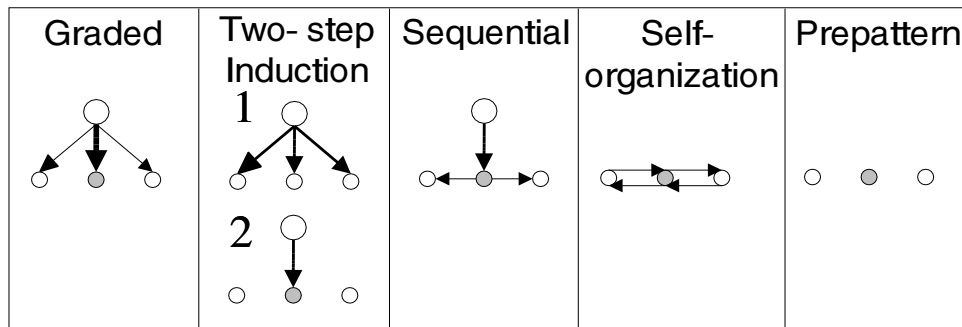 Graded
Two- step
Induction
1
2
Sequential
Self-
organization
Prepattern